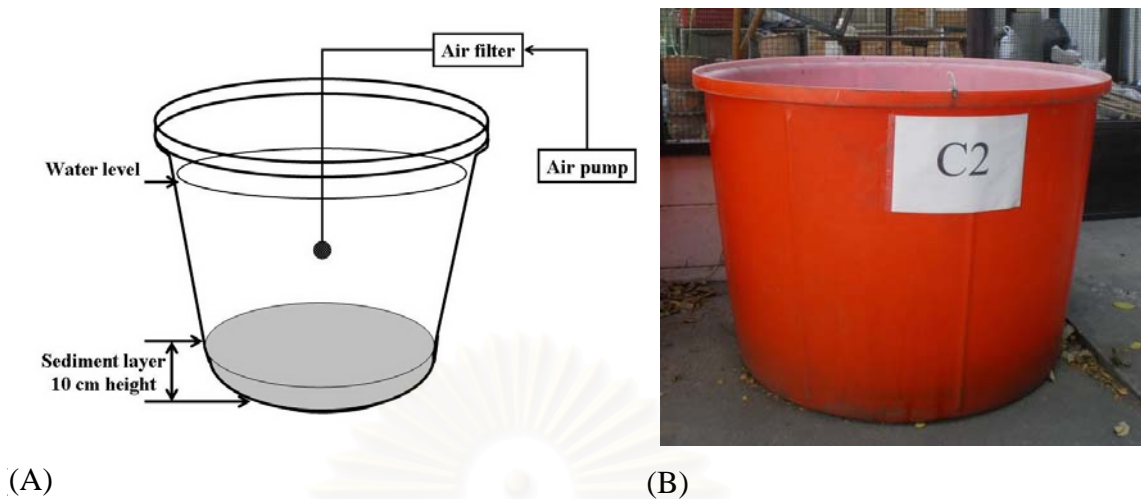 Air filter
Air pump
Water level
Sediment layer
10 cm height
C2
(A)
(B)